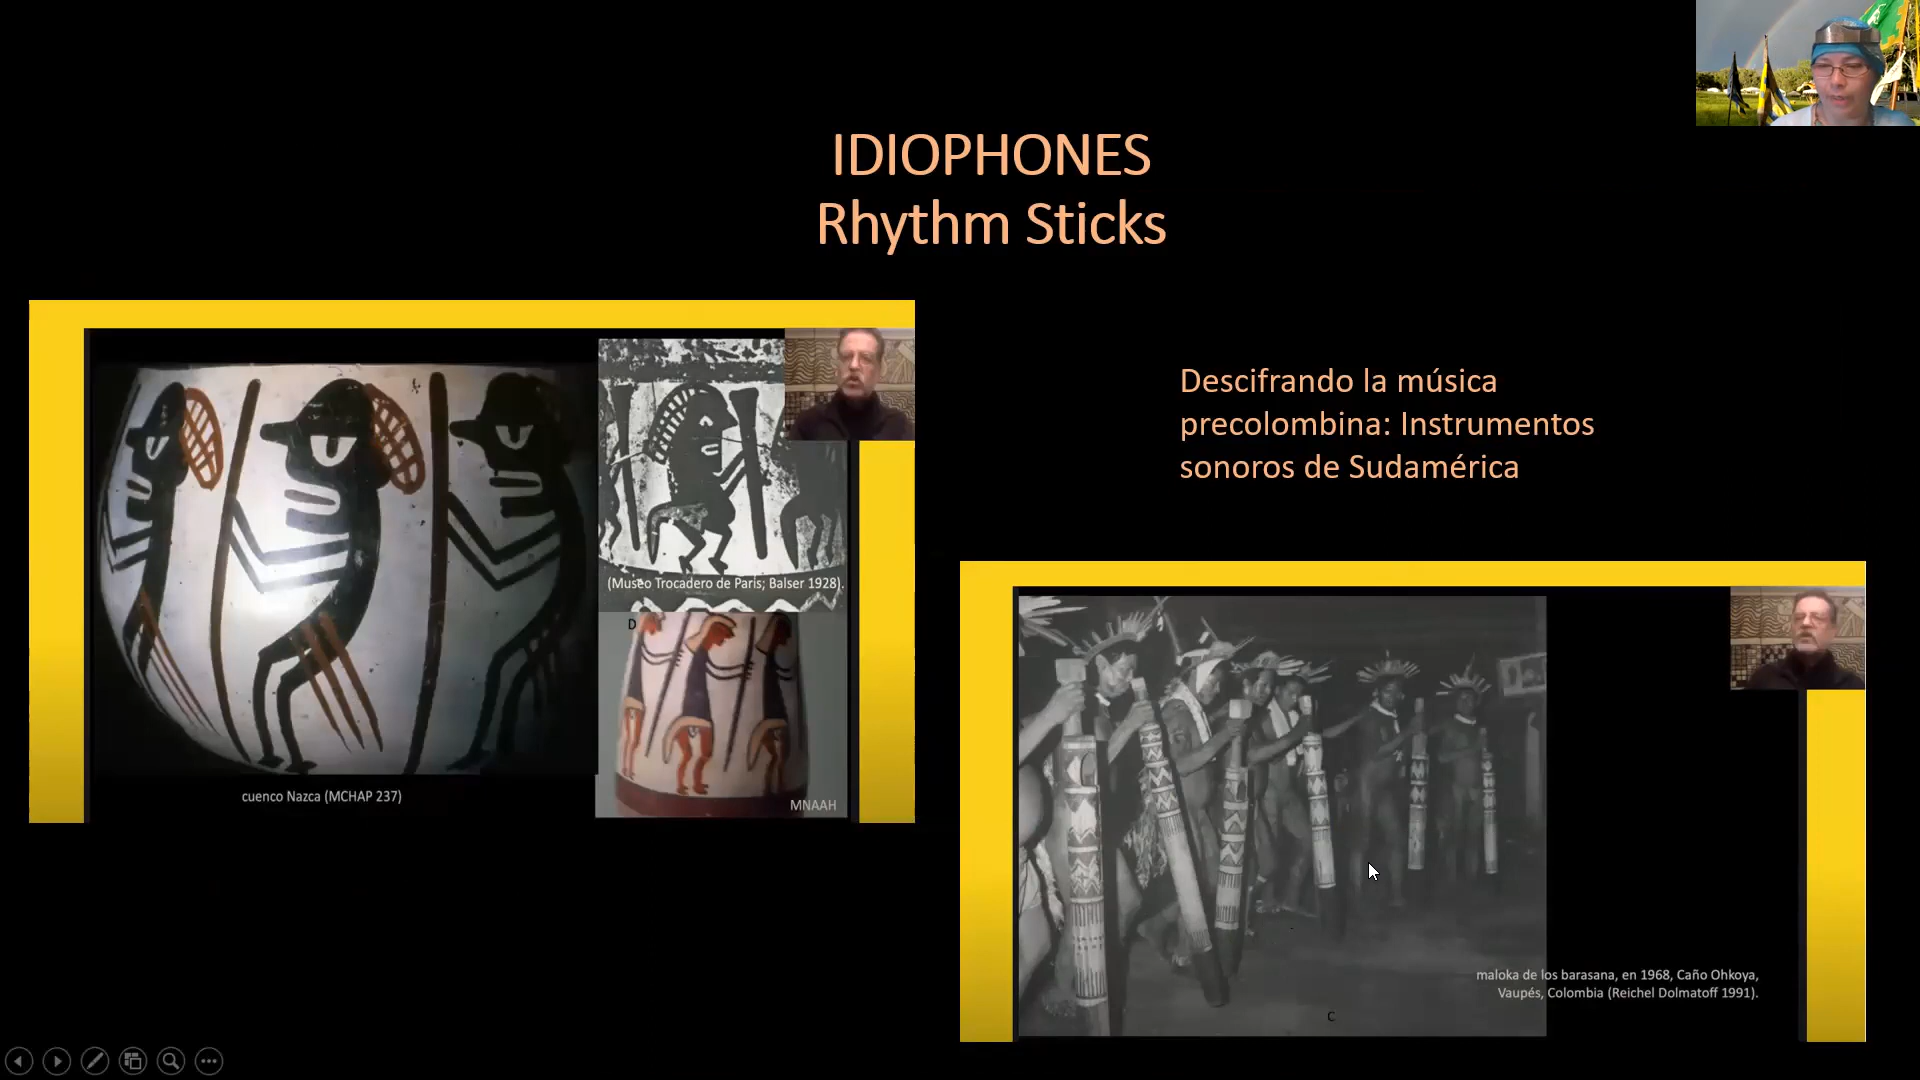 IDIOPHONES
Rhythm Sticks
(Museo Trocadero de París; Balser 1928).
D
MNAAH
cuenco Nazca (MCHAP 237)
Descifrando la música
precolombina: Instrumentos
sonoros de Sudamérica
maloka de los barasana, en 1968, Caño Ohkoya,
Vaupés, Colombia (Reichel Dolmatoff 1991).
C